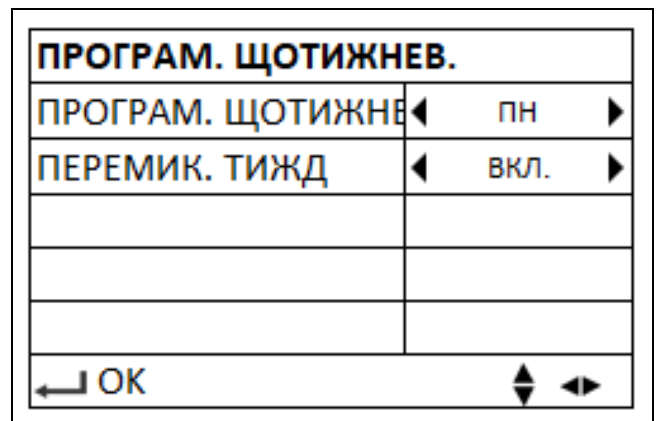 ПРОГРАМ. ЩОТИЖНЕВ.
ПРОГРАМ. ЩОТИЖНЕ ПН
ПЕРЕМИК. ТИЖД ВКЛ.
OK